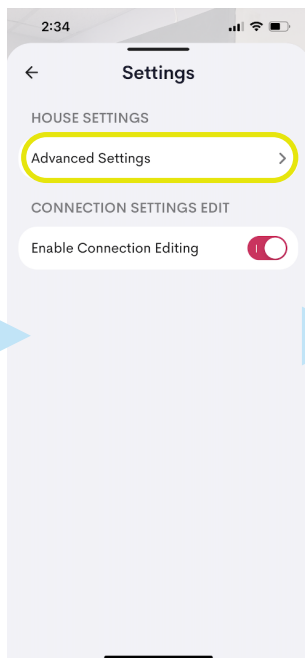 2:34
Settings
HOUSE SETTINGS
Advanced Settings
CONNECTION SETTINGS EDIT
Enable Connection Editing